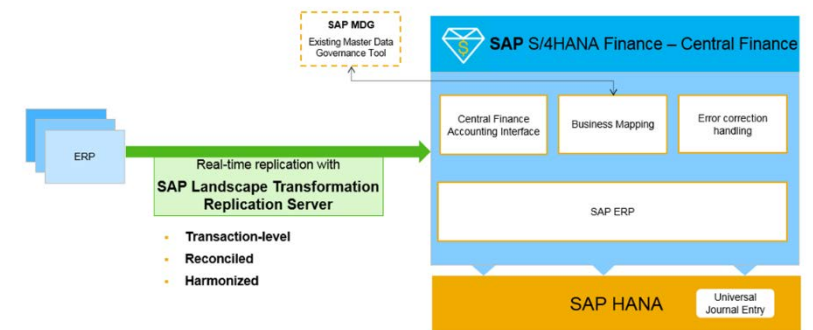 SAP MDG
Existing Master Data
Governance Tool
$
SAP S/4HANA Finance – Central Finance
ERP
Real-time replication with
SAP Landscape Transformation
Replication Server
Transaction-level
Reconciled
Harmonized
Central Finance
Accounting Interface
Business Mapping
Error correction
handling
SAP ERP
SAP HANA
Universal
Journal Entry